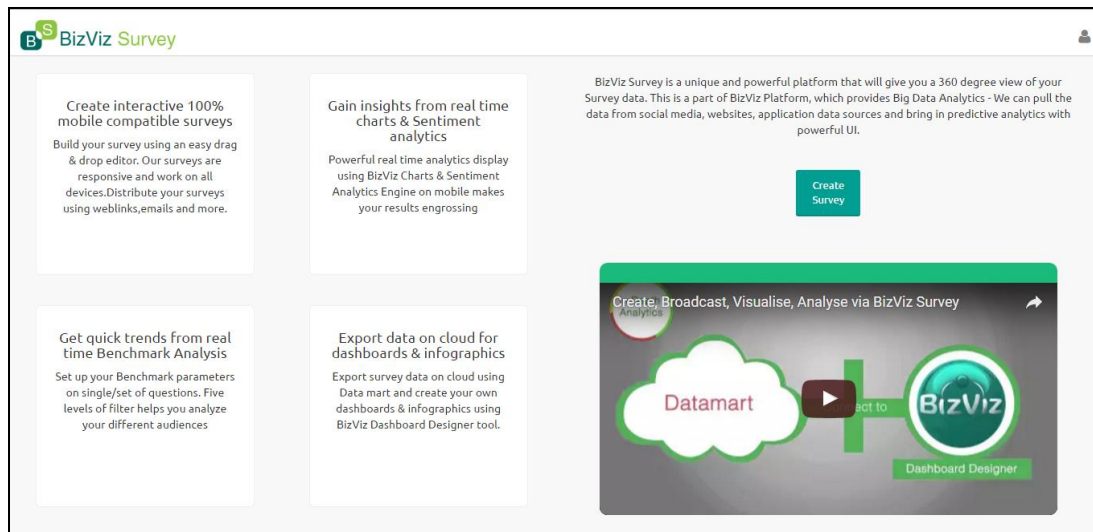 BS BizViz Survey
Create interactive 100%
mobile compatible surveys
Build your survey using an easy drag
& drop editor. Our surveys are
responsive and work on all
devices.Distribute your surveys
using weblinks,emails and more.
Gain insights from real time
charts & Sentiment
analytics
Powerful real time analytics display
using BizViz Charts & Sentiment
Analytics Engine on mobile makes
your results engrossing
BizViz Survey is a unique and powerful platform that will give you a 360 degree view of your
Survey data. This is a part of BizViz Platform, which provides Big Data Analytics - We can pull the
data from social media, websites, application data sources and bring in predictive analytics with
powerful UI.
Create
Survey
Get quick trends from real
time Benchmark Analysis
Set up your Benchmark parameters
on single/set of questions. Five
levels of filter helps you analyze
your different audiences
Export data on cloud for
dashboards & infographics
Export survey data on cloud using
Data mart and create your own
dashboards & infographics using
BizViz Dashboard Designer tool.
Create, Broadcast, Visualise, Analyse via BizViz Survey
Analytics
Datamart
to
BizViz
Dashboard Designer